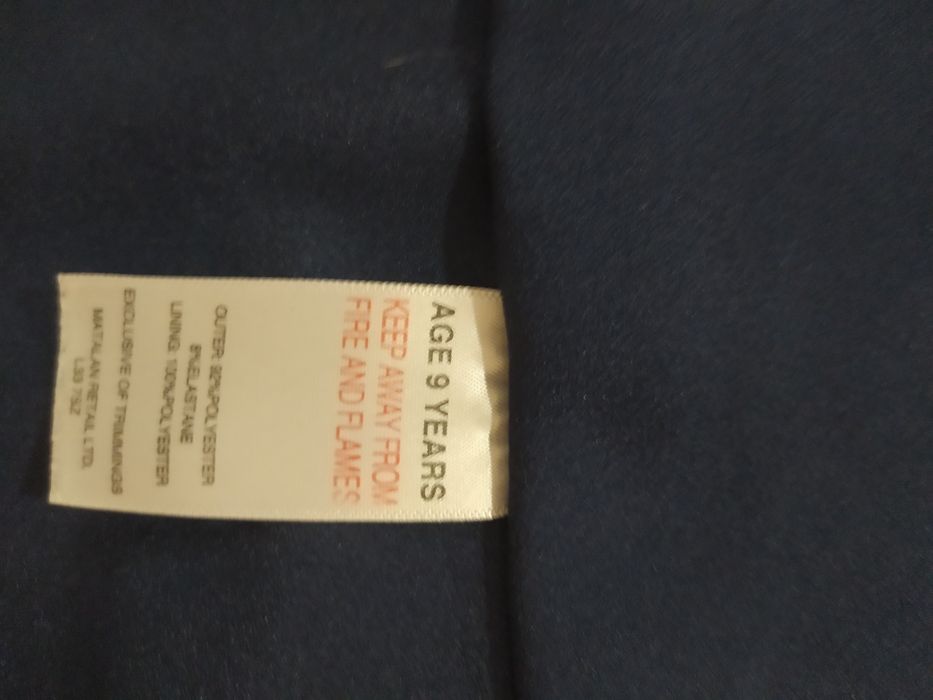 AGE 9 YEARS
KEEP AWAY FROM
FIRE AND FLAMES
OUTER: 92%POLYESTER
8%ELASTANE
LINING: 100%POLYESTER
EXCLUSIVE OF TRIMMINGS
MATALAN RETAIL LTD.
L33 7SZ